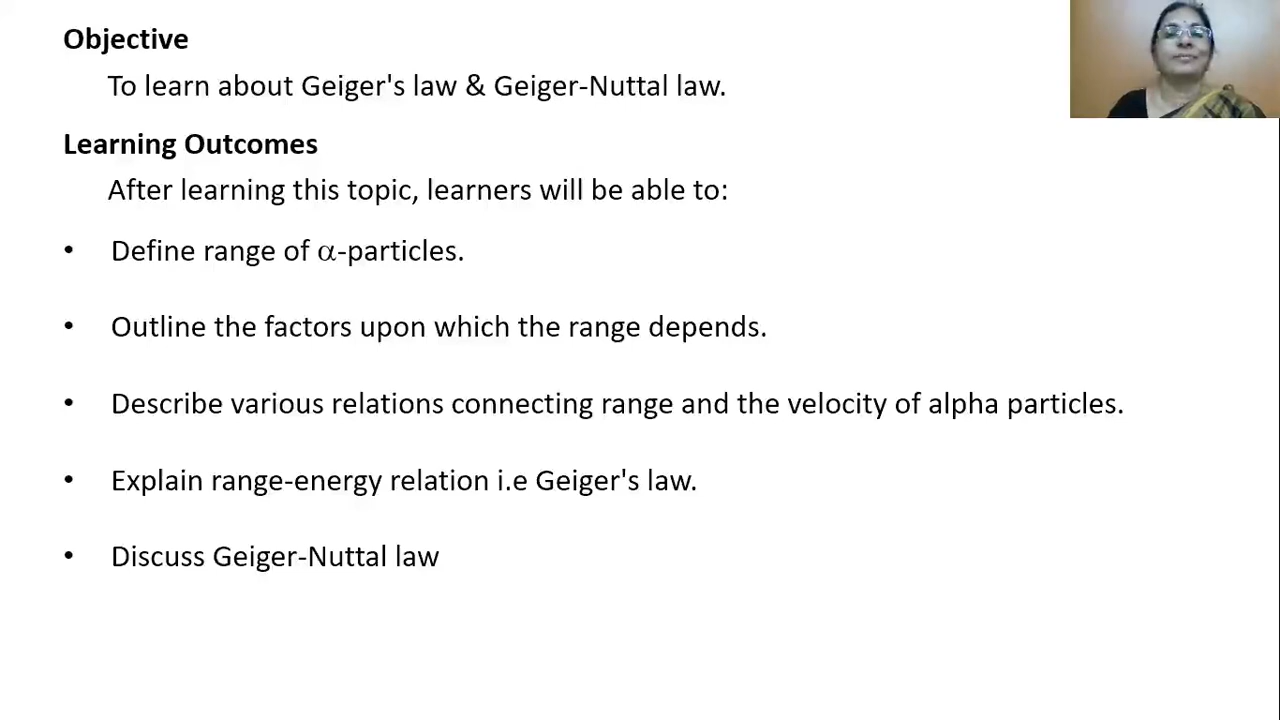 Objective
To learn about Geiger's law & Geiger-Nuttal law.
Learning Outcomes
After learning this topic, learners will be able to:
• Define range of α-particles.
• Outline the factors upon which the range depends.
• Describe various relations connecting range and the velocity of alpha particles.
• Explain range-energy relation i.e Geiger's law.
• Discuss Geiger-Nuttal law